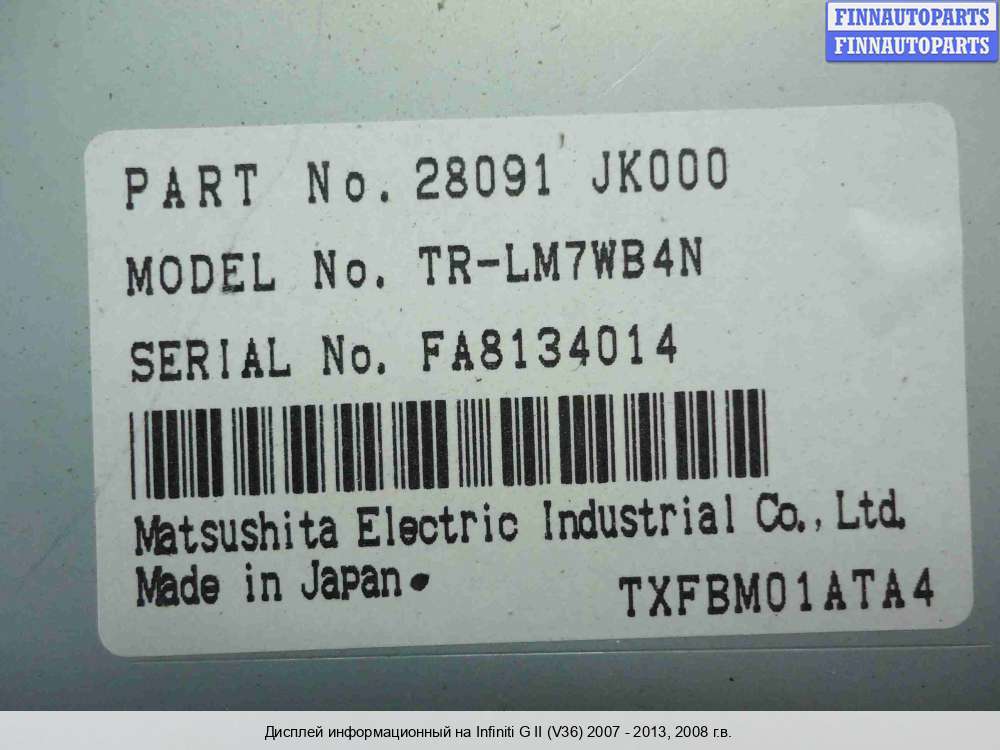 FINNAUTOPARTS
FINNAUTOPARTS
PART No. 28091 JK000
MODEL No. TR-LM7WB4N
SERIAL No. FA8134014
Matsushita Electric Industrial Co., Ltd.
Made in Japan
TXFBM01ATA4
Дисплей информационный на Infiniti G II (V36) 2007 - 2013, 2008 г.в.